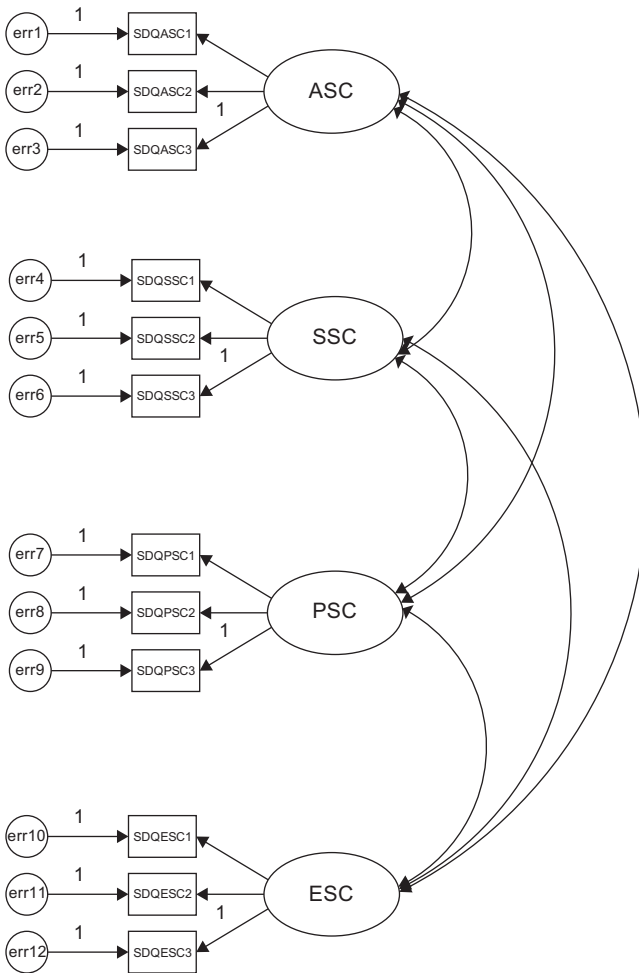 1
err1
SDQASC1
1
err2
SDQASC2
ASC
1
1
err3
SDQASC3
1
err4
SDQSSC1
1
err5
SDQSSC2
SSC
1
1
err6
SDQSSC3
1
err7
SDQPSC1
1
err8
SDQPSC2
PSC
1
1
err9
SDQPSC3
1
err10
SDQESC1
1
err11
SDQESC2
ESC
1
1
err12
SDQESC3